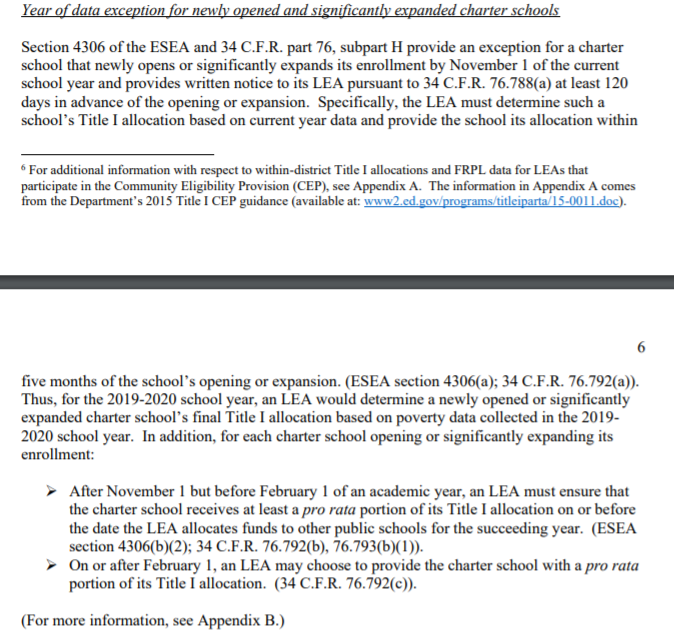 Year of data exception for newly opened and significantly expanded charter schools
Section 4306 of the ESEA and 34 C.F.R. part 76, subpart H provide an exception for a charter
school that newly opens or significantly expands its enrollment by November 1 of the current
school year and provides written notice to its LEA pursuant to 34 C.F.R. 76.788(a) at least 120
days in advance of the opening or expansion.  Specifically, the LEA must determine such a
school’s Title I allocation based on current year data and provide the school its allocation within
6 For additional information with respect to within-district Title I allocations and FRPL data for LEAs that
participate in the Community Eligibility Provision (CEP), see Appendix A.  The information in Appendix A comes
from the Department’s 2015 Title I CEP guidance (available at: www2.ed.gov/programs/titleiparta/15-0011.doc).
6
five months of the school’s opening or expansion. (ESEA section 4306(a); 34 C.F.R. 76.792(a)).
Thus, for the 2019-2020 school year, an LEA would determine a newly opened or significantly
expanded charter school’s final Title I allocation based on poverty data collected in the 2019-
2020 school year.  In addition, for each charter school opening or significantly expanding its
enrollment:
➢ After November 1 but before February 1 of an academic year, an LEA must ensure that
the charter school receives at least a pro rata portion of its Title I allocation on or before
the date the LEA allocates funds to other public schools for the succeeding year.  (ESEA
section 4306(b)(2); 34 C.F.R. 76.792(b), 76.793(b)(1)).
➢ On or after February 1, an LEA may choose to provide the charter school with a pro rata
portion of its Title I allocation.  (34 C.F.R. 76.792(c)).
(For more information, see Appendix B.)